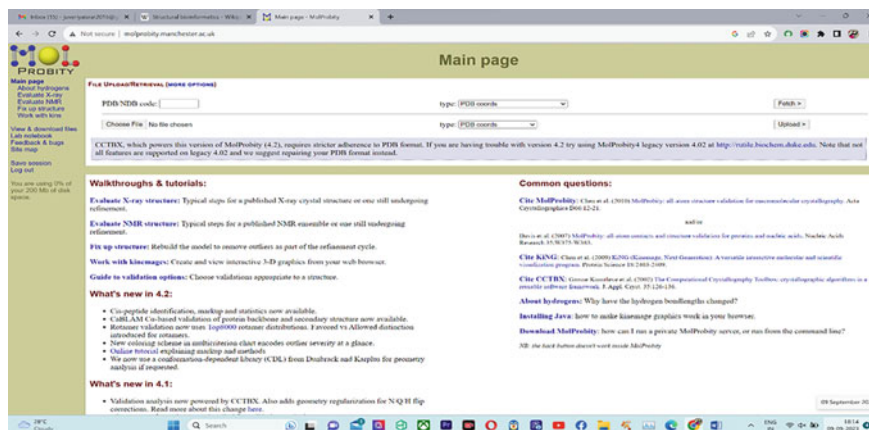 Structural bioinformatics - Wiki
Main page - MolProbity
Not secure | molprobity.manchester.ac.uk
MOL
PROBITY
Main page
Main page
About hydrogens
Evaluate X-ray
Evaluate NMR
Fix up structure
Work with kins
View & download files
Lab notebook
Feedback & bugs
Site map
Save session
Log out
You are using 0% of
your 200 Mb of disk
space.
FILE UPLOAD/RETRIEVAL (MORE OPTIONS)
PDB/NDB code: type: PDB coords Fetch >
Choose File No file chosen type: PDB coords Upload >
CCTBX, which powers this version of MolProbity (4.2), requires stricter adherence to PDB format. If you are having trouble with version 4.2 try using MolProbity4 legacy version 4.02 at http://rutile.biochem.duke.edu. Note that
not all features are supported on legacy 4.02 and we suggest repairing your PDB format instead.
Walkthroughs & tutorials:
Evaluate X-ray structure: Typical steps for a published X-ray crystal structure or one still undergoing
refinement.
Evaluate NMR structure: Typical steps for a published NMR ensemble or one still undergoing
refinement.
Fix up structure: Rebuild the model to remove outliers as part of the refinement cycle.
Work with kinemages: Create and view interactive 3-D graphics from your web browser.
Guide to validation options: Choose validations appropriate to a structure.
What's new in 4.2:
• Cis-peptide identification, markup and statistics now available.
• CaBLAM Ca-based validation of protein backbone and secondary structure now available.
• Rotamer validation now uses Top8000 rotamer distributions. Favored vs Allowed distinction
introduced for rotamers.
• New coloring scheme in multicriterion chart encodes outlier severity at a glance.
• Online tutorial explaining markup and methods
• We now use a conformation-dependent library (CDL) from Dunbrack and Karplus for geometry
analysis if requested.
What's new in 4.1:
• Validation analysis now powered by CCTBX. Also adds geometry regularization for N/Q/H flip
corrections. Read more about this change here.
Common questions:
Cite MolProbity: Chen et al. (2010) MolProbity: all-atom structure validation for macromolecular crystallography. Acta
Crystallographica D66:12-21.
and/or
Davis et al. (2007) MolProbity: all-atom contacts and structure validation for proteins and nucleic acids. Nucleic Acids
Research 35:W375-W383.
Cite KiNG: Chen et al. (2009) KiNG (Kinemage, Next Generation): A versatile interactive molecular and scientific
visualization program. Protein Science 18:2403-2409.
Cite CCTBX: Grosse-Kunstleve et al. (2002) The Computational Crystallography Toolbox: crystallographic algorithms in a
reusable software framework. J. Appl. Cryst. 35:126-136.
About hydrogens: Why have the hydrogen bondlengths changed?
Installing Java: how to make kinemage graphics work in your browser.
Download MolProbity: how can I run a private MolProbity server, or run from the command line?
NB: the back button doesn't work inside MolProbity
Search
ENG
18:14
09-09-2023